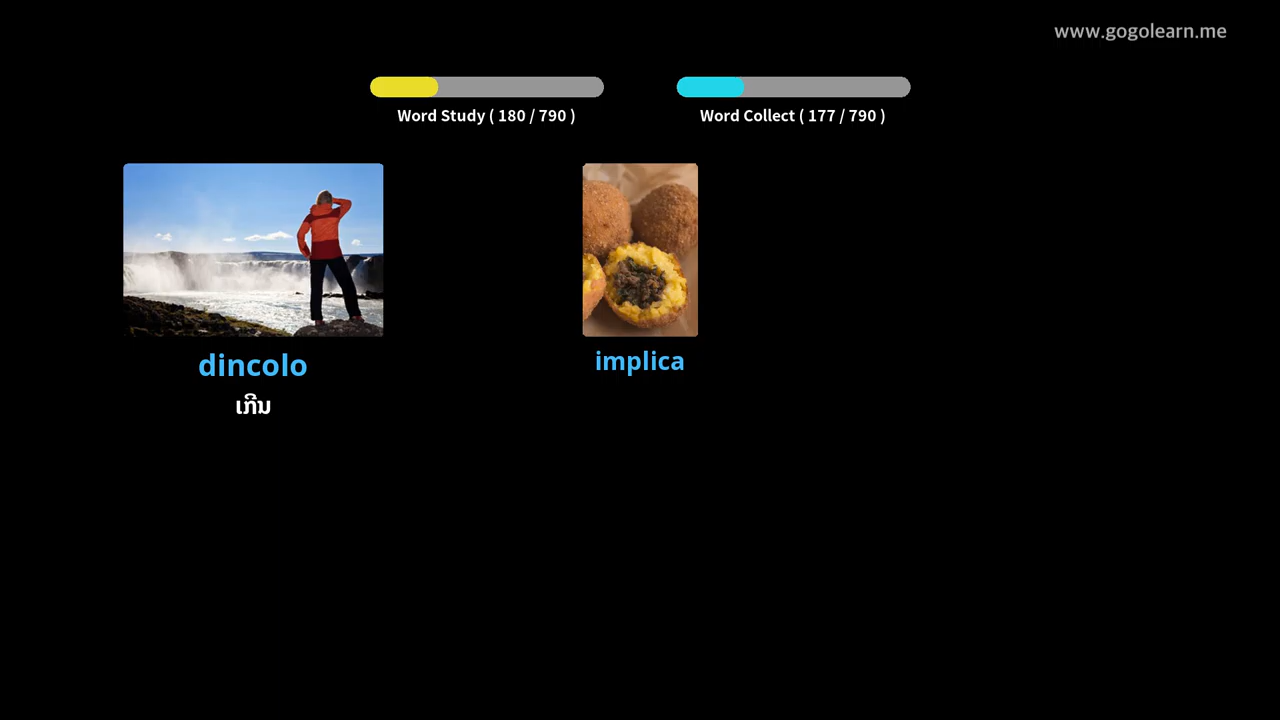 www.gogolearn.me
Word Study ( 180 / 790 )
Word Collect ( 177 / 790 )
dincolo
ເກີນ
implica